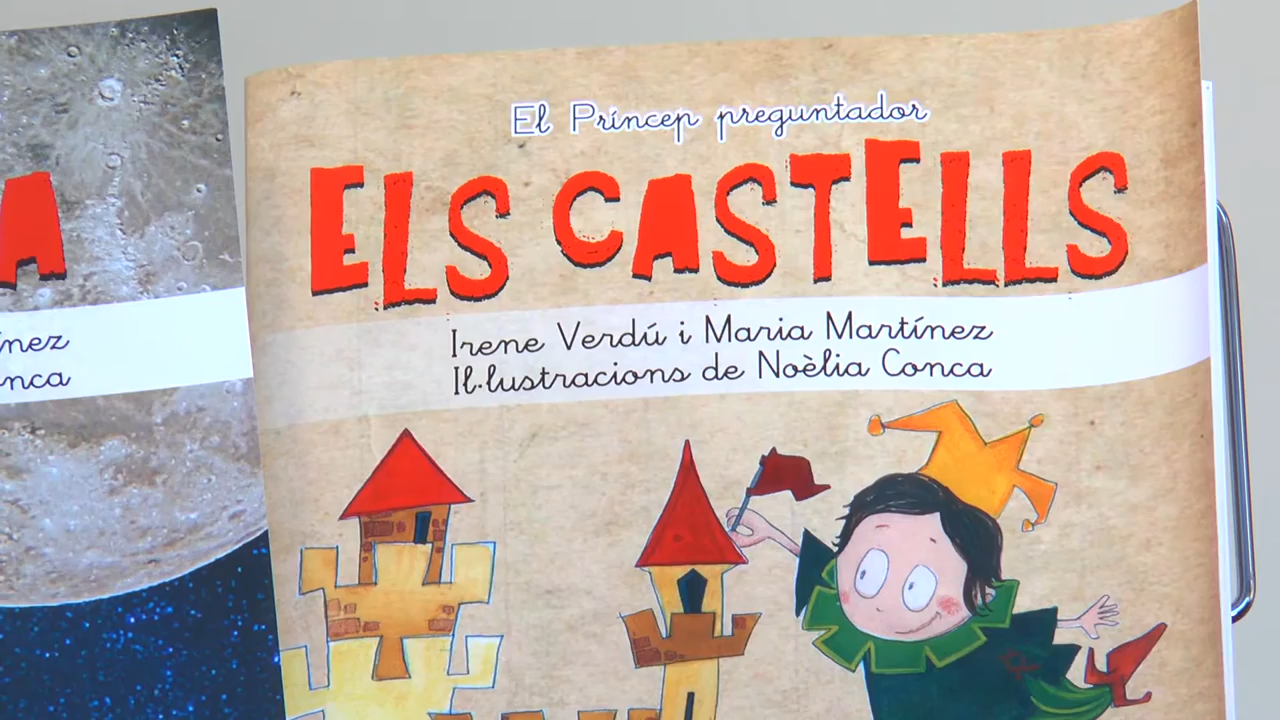 El Príncep preguntador
ELS CASTELLS
Irene Verdú i Maria Martínez
Il·lustracions de Noèlia Conca